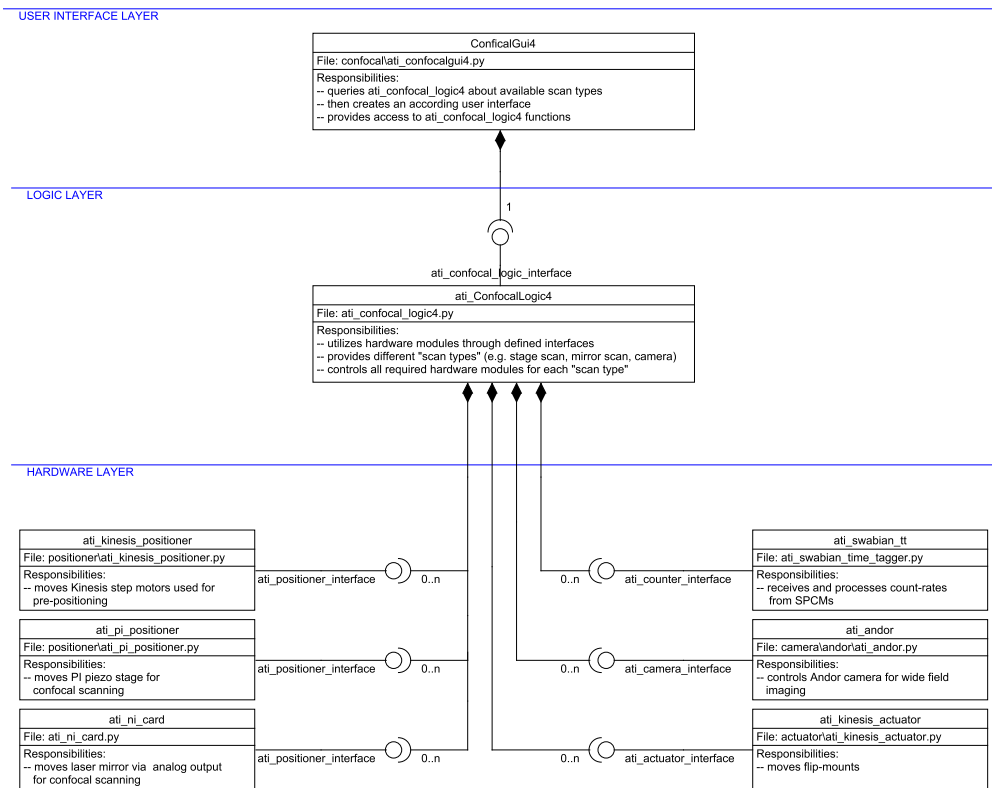 USER INTERFACE LAYER
ConficalGui4
File: confocal\ati_confocalgui4.py
Responsibilities:
-- queries ati_confocal_logic4 about available scan types
-- then creates an according user interface
-- provides access to ati_confocal_logic4 functions
LOGIC LAYER
1
ati_confocal_logic_interface
ati_ConfocalLogic4
File: ati_confocal_logic4.py
Responsibilities:
-- utilizes hardware modules through defined interfaces
-- provides different "scan types" (e.g. stage scan, mirror scan, camera)
-- controls all required hardware modules for each "scan type"
HARDWARE LAYER
ati_kinesis_positioner
File: positioner\ati_kinesis_positioner.py
Responsibilities:
-- moves Kinesis step motors used for
pre-positioning
ati_positioner_interface
0..n
ati_pi_positioner
File: positioner\ati_pi_positioner.py
Responsibilities:
-- moves PI piezo stage for
confocal scanning
ati_positioner_interface
0..n
ati_ni_card
File: ati_ni_card.py
Responsibilities:
-- moves laser mirror via  analog output
for confocal scanning
ati_positioner_interface
0..n
0..n
ati_counter_interface
ati_swabian_tt
File: ati_swabian_time_tagger.py
Responsibilities:
-- receives and processes count-rates
from SPCMs
0..n
ati_camera_interface
ati_andor
File: camera\andor\ati_andor.py
Responsibilities:
-- controls Andor camera for wide field
imaging
0..n
ati_actuator_interface
ati_kinesis_actuator
File: actuator\ati_kinesis_actuator.py
Responsibilities:
-- moves flip-mounts